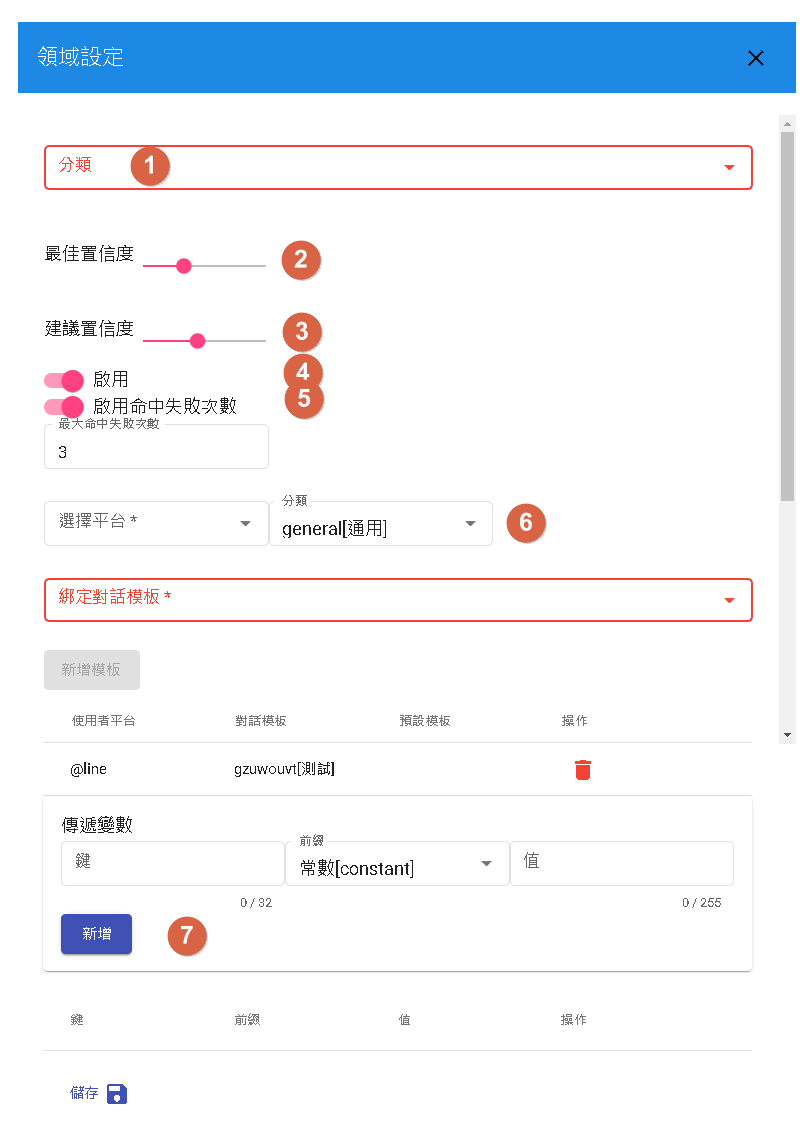 領域設定
分類 1
最佳置信度 2
建議置信度 3
啟用 4
啟用命中失敗次數 5
最大命中失敗次數
3
分類
選擇平台 * general[通用] 6
綁定對話模板 *
新增模板
使用者平台 對話模板 預設模板 操作
@line gzuwouvt[測試]
傳遞變數
前綴
鍵 常數[constant] 值
0 / 32 0 / 255
新增 7
鍵 前綴 值 操作
儲存